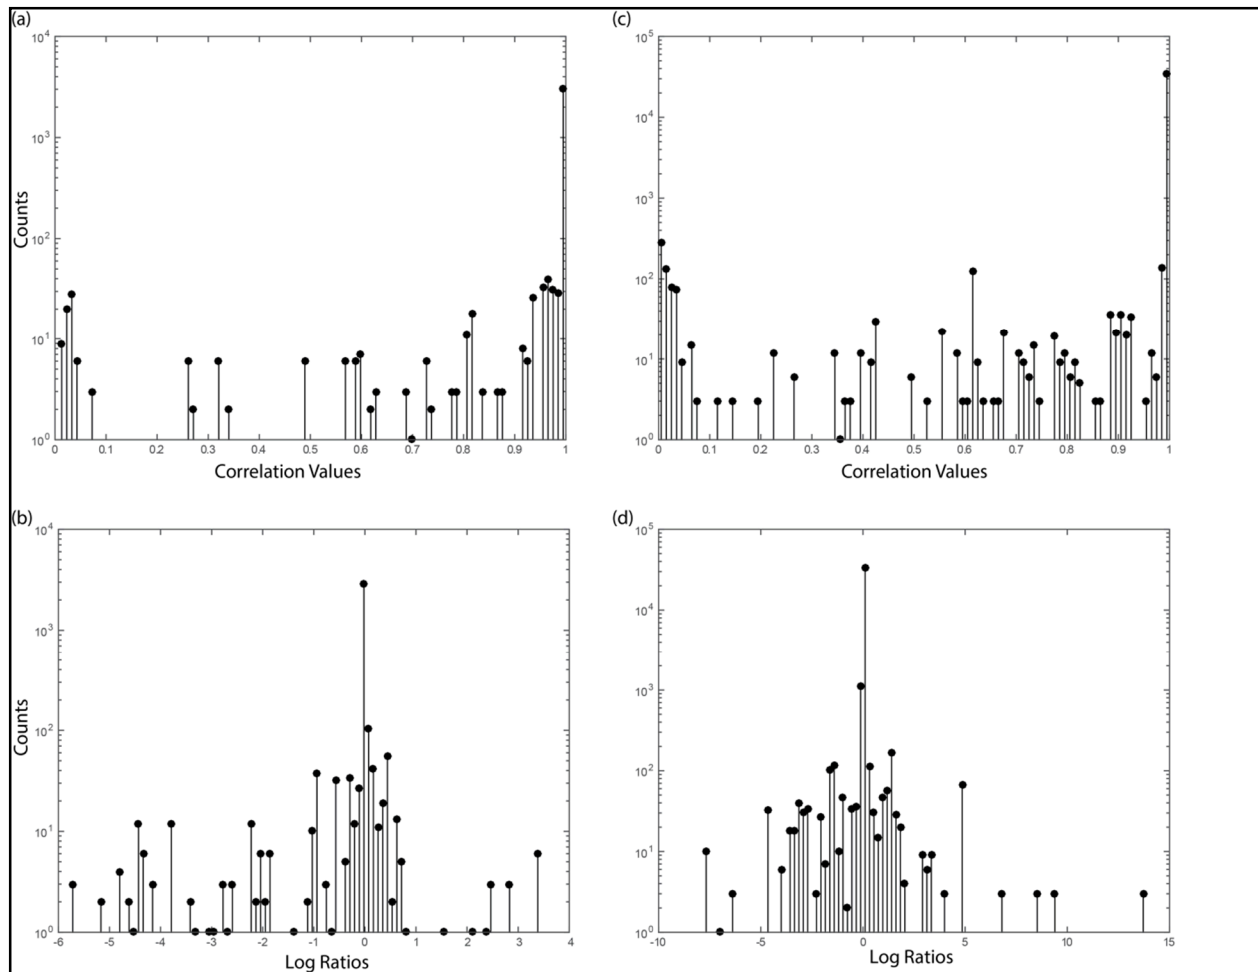 (a)
10^4
10^3
10^2
10^1
10^0
Counts
0 0.1 0.2 0.3 0.4 0.5 0.6 0.7 0.8 0.9 1
Correlation Values
(c)
10^5
10^4
10^3
10^2
10^1
10^0
0 0.1 0.2 0.3 0.4 0.5 0.6 0.7 0.8 0.9 1
Correlation Values
(b)
10^4
10^3
10^2
10^1
10^0
Counts
-6 -5 -4 -3 -2 -1 0 1 2 3 4
Log Ratios
(d)
10^5
10^4
10^3
10^2
10^1
10^0
-10 -5 0 5 10 15
Log Ratios